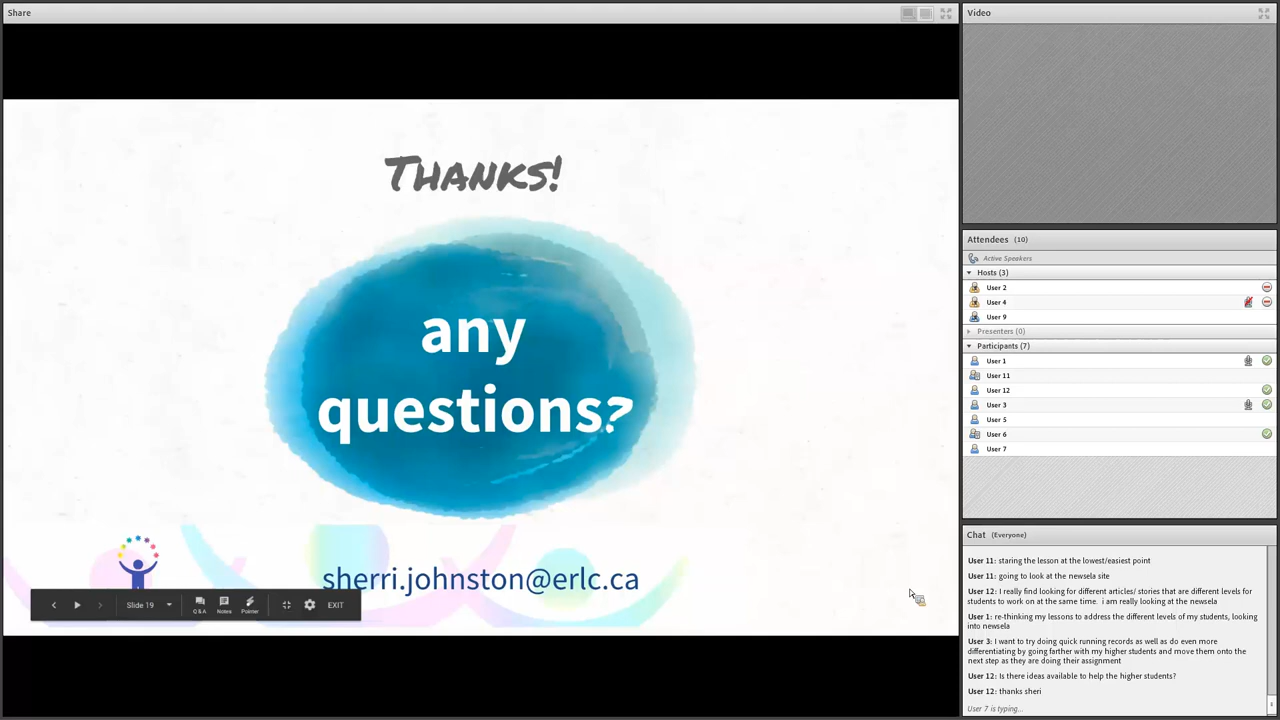 Share
THANKS!
any
questions?
sherri.johnston@erlc.ca
Slide 19
Q & A
Notes
Pointer
EXIT
Video
Attendees (10)
Active Speakers
Hosts (3)
User 2
User 4
User 9
Presenters (0)
Participants (7)
User 1
User 11
User 12
User 3
User 5
User 6
User 7
Chat (Everyone)
User 11: staring the lesson at the lowest/easiest point
User 11: going to look at the newsela site
User 12: I really find looking for different articles/ stories that are different levels for
students to work on at the same time. i am really looking at the newsela
User 1: re-thinking my lessons to address the different levels of my students, looking
into newsela
User 3: I want to try doing quick running records as well as do even more
differentiating by going farther with my higher students and move them onto the
next step as they are doing their assignment
User 12: Is there ideas available to help the higher students?
User 12: thanks sheri
User 7 is typing...